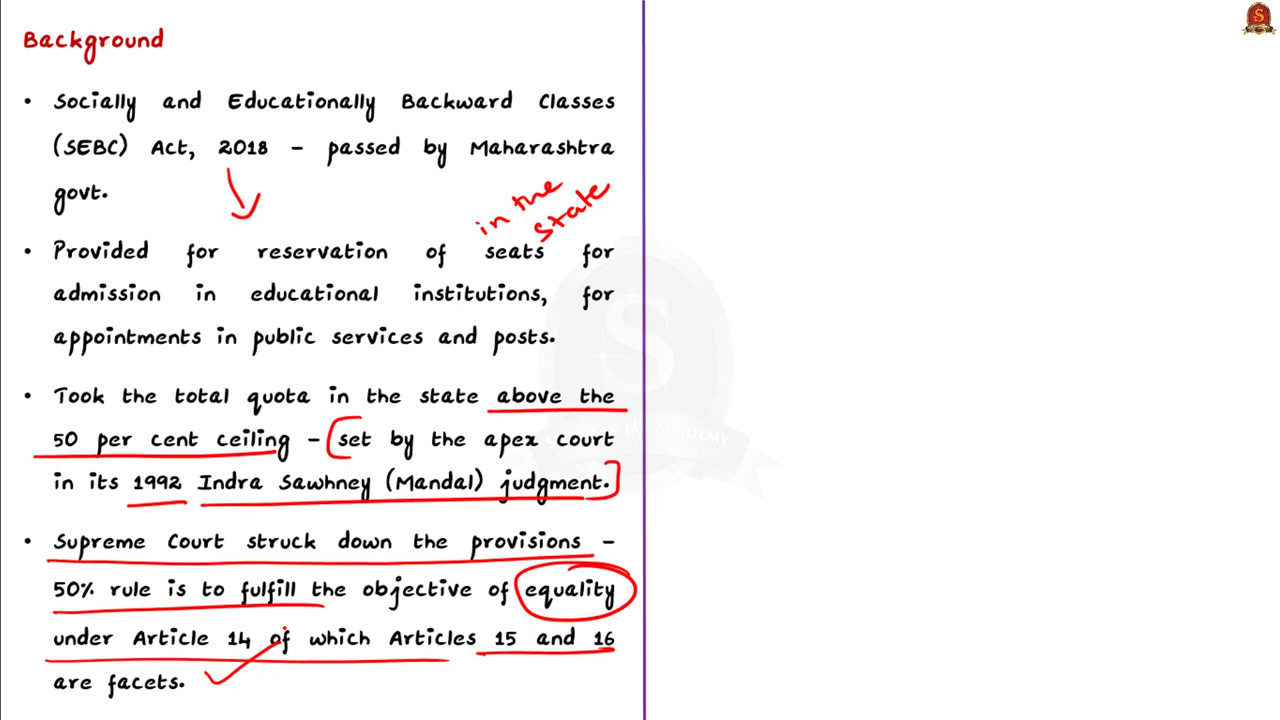 Background
• Socially and Educationally Backward Classes
(SEBC) Act, 2018 – passed by Maharashtra
govt.
in the
state
• Provided for reservation of seats for
admission in educational institutions, for
appointments in public services and posts.
• Took the total quota in the state above the
50 per cent ceiling – set by the apex court
in its 1992 Indra Sawhney (Mandal) judgment.
• Supreme Court struck down the provisions –
50% rule is to fulfill the objective of equality
under Article 14 of which Articles 15 and 16
are facets.